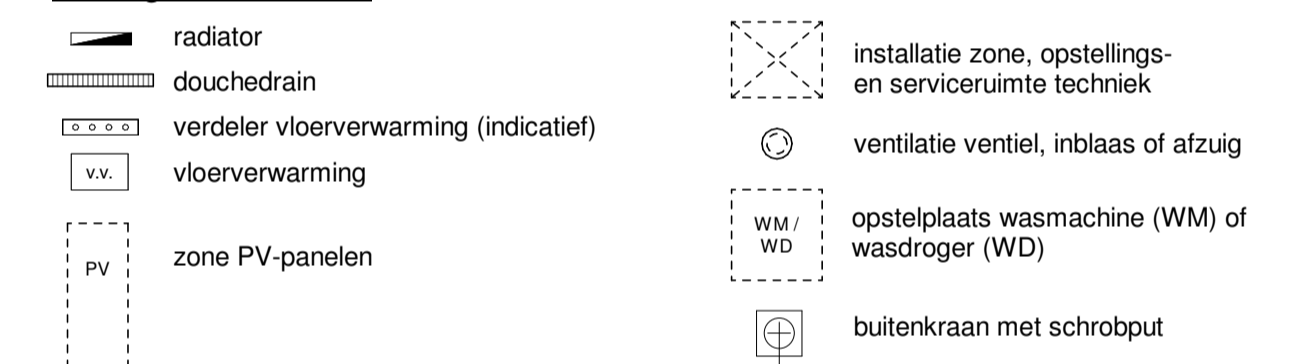 radiator
douchedrain
verdeler vloerverwarming (indicatief)
v.v.
vloerverwarming
PV
zone PV-panelen
installatie zone, opstellings-
en serviceruimte techniek
ventilatie ventiel, inblaas of afzuig
WM /
WD
opstelplaats wasmachine (WM) of
wasdroger (WD)
buitenkraan met schrobput